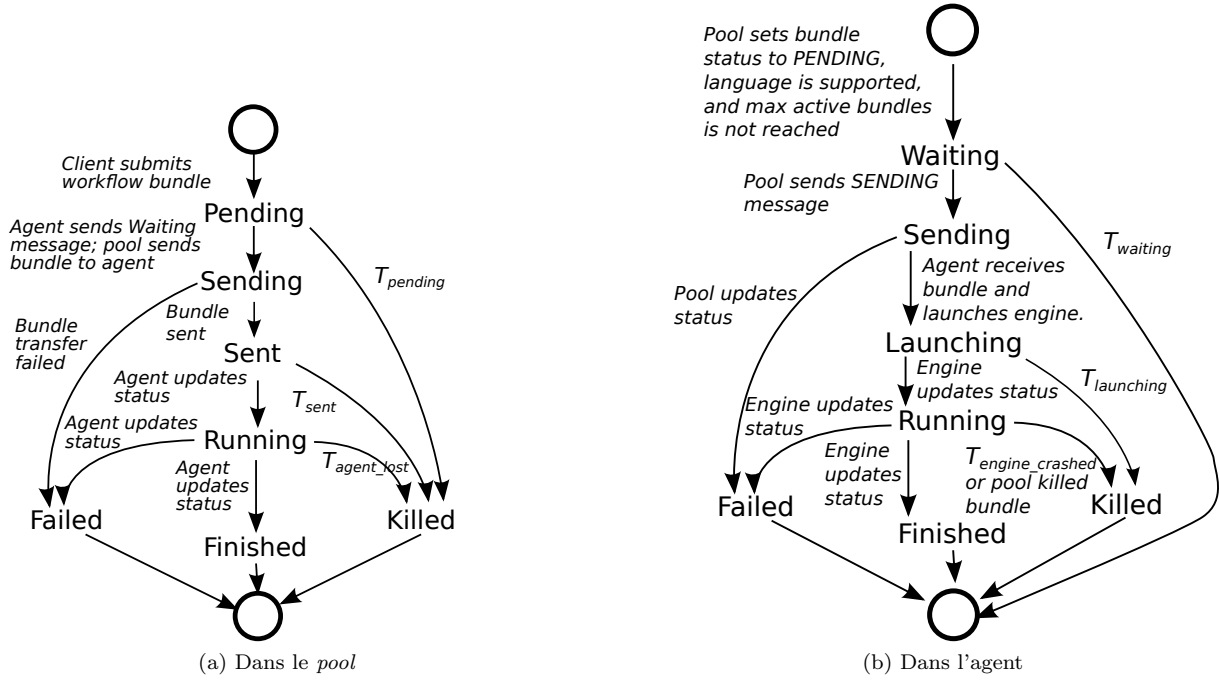 Client submits
workflow bundle
Pending
Agent sends Waiting
message; pool sends
bundle to agent
T_pending
Sending
Bundle
sent
Bundle
transfer
failed
Sent
Agent updates
status
T_sent
Agent updates
status
Running
T_agent_lost
Agent
updates
status
Failed
Killed
Finished
(a) Dans le pool
Pool sets bundle
status to PENDING,
language is supported,
and max active bundles
is not reached
Waiting
Pool sends SENDING
message
T_waiting
Sending
Agent receives
bundle and
launches engine.
Pool updates
status
Launching
Engine
updates status
T_launching
Engine updates
status
Running
Engine
updates
status
T_engine_crashed
or pool killed
bundle
Failed
Killed
Finished
(b) Dans l'agent